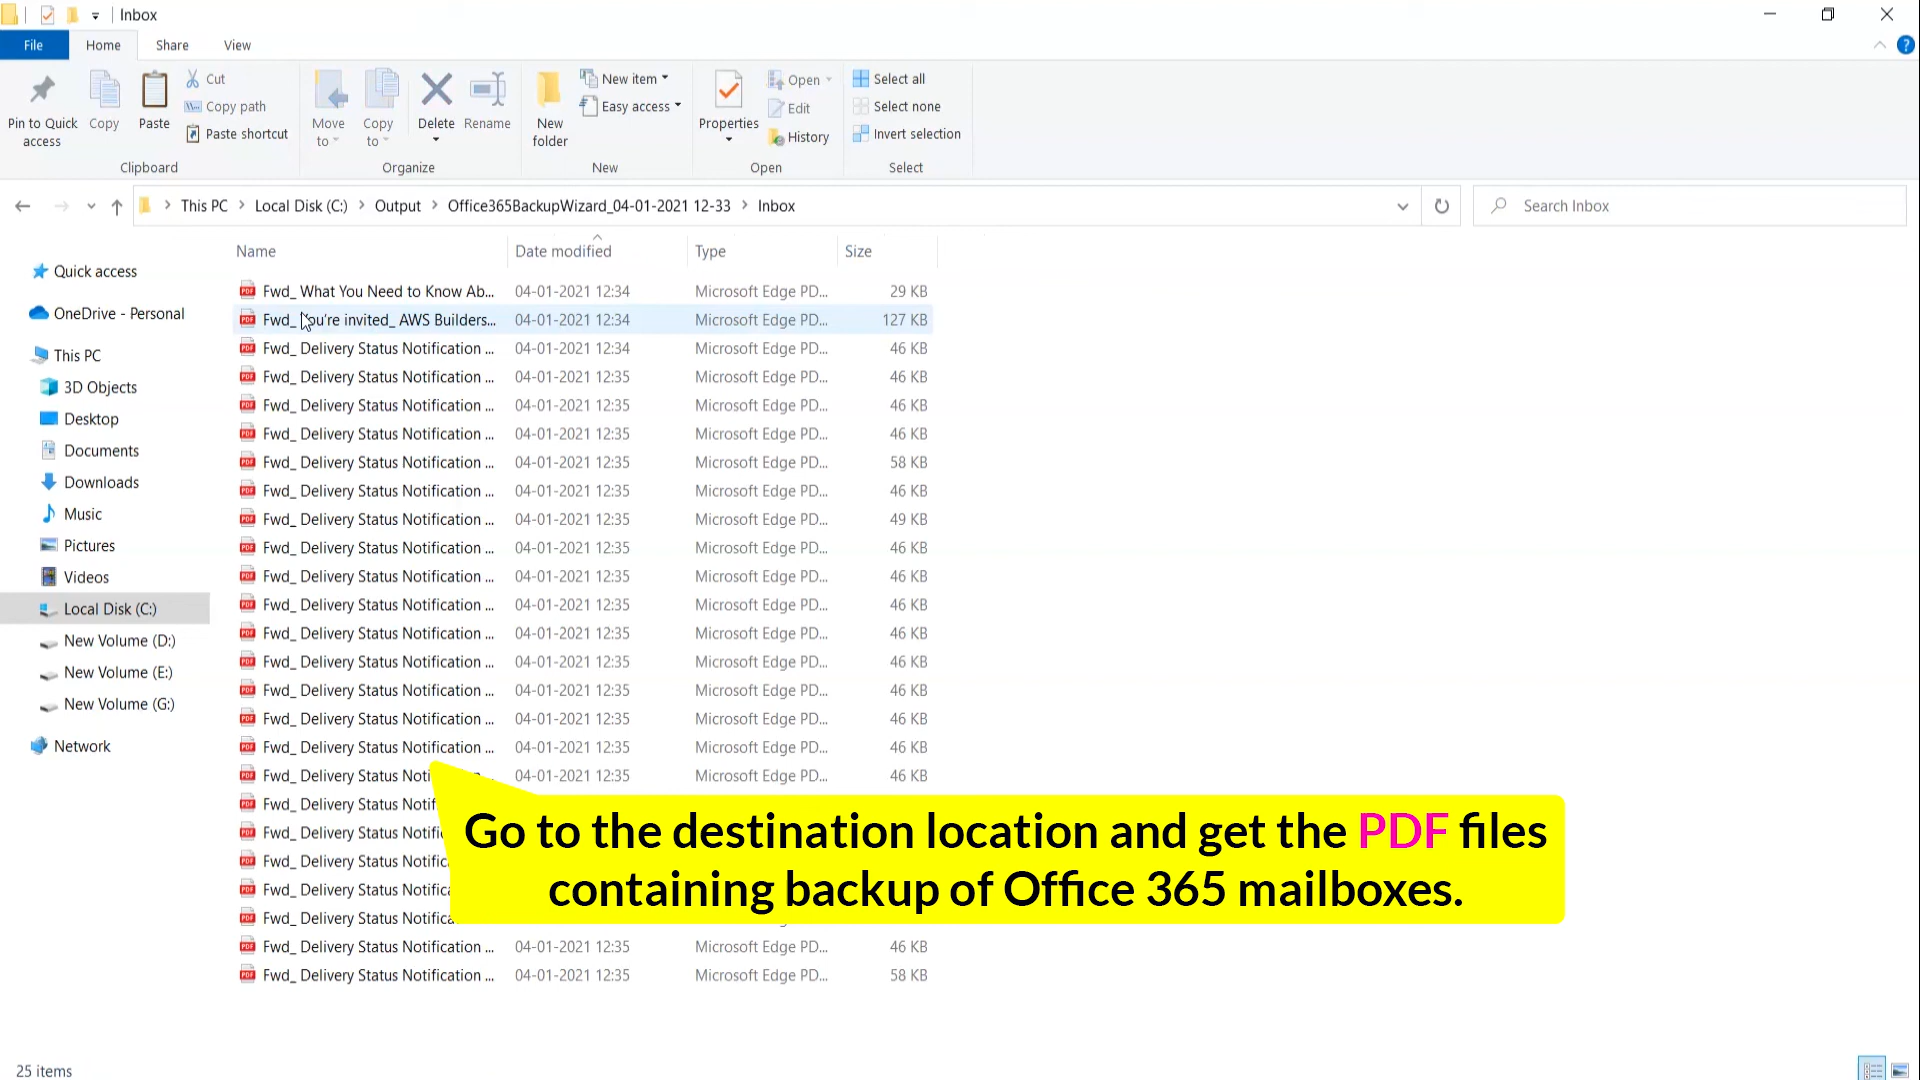 Inbox
File Home Share View
Pin to Quick access
Copy
Paste
Cut
Copy path
Paste shortcut
Clipboard
Move to
Copy to
Delete
Rename
Organize
New folder
New item
Easy access
New
Properties
Open
Edit
History
Open
Select all
Select none
Invert selection
Select
This PC > Local Disk (C:) > Output > Office365BackupWizard_04-01-2021 12-33 > Inbox
Search Inbox
Quick access
OneDrive - Personal
This PC
3D Objects
Desktop
Documents
Downloads
Music
Pictures
Videos
Local Disk (C:)
New Volume (D:)
New Volume (E:)
New Volume (G:)
Network
Name Date modified Type Size
Fwd_ What You Need to Know Ab... 04-01-2021 12:34 Microsoft Edge PD... 29 KB
Fwd_ You're invited_ AWS Builders... 04-01-2021 12:34 Microsoft Edge PD... 127 KB
Fwd_ Delivery Status Notification ... 04-01-2021 12:34 Microsoft Edge PD... 46 KB
Fwd_ Delivery Status Notification ... 04-01-2021 12:35 Microsoft Edge PD... 46 KB
Fwd_ Delivery Status Notification ... 04-01-2021 12:35 Microsoft Edge PD... 46 KB
Fwd_ Delivery Status Notification ... 04-01-2021 12:35 Microsoft Edge PD... 46 KB
Fwd_ Delivery Status Notification ... 04-01-2021 12:35 Microsoft Edge PD... 58 KB
Fwd_ Delivery Status Notification ... 04-01-2021 12:35 Microsoft Edge PD... 46 KB
Fwd_ Delivery Status Notification ... 04-01-2021 12:35 Microsoft Edge PD... 49 KB
Fwd_ Delivery Status Notification ... 04-01-2021 12:35 Microsoft Edge PD... 46 KB
Fwd_ Delivery Status Notification ... 04-01-2021 12:35 Microsoft Edge PD... 46 KB
Fwd_ Delivery Status Notification ... 04-01-2021 12:35 Microsoft Edge PD... 46 KB
Fwd_ Delivery Status Notification ... 04-01-2021 12:35 Microsoft Edge PD... 46 KB
Fwd_ Delivery Status Notification ... 04-01-2021 12:35 Microsoft Edge PD... 46 KB
Fwd_ Delivery Status Notification ... 04-01-2021 12:35 Microsoft Edge PD... 46 KB
Fwd_ Delivery Status Notification ... 04-01-2021 12:35 Microsoft Edge PD... 46 KB
Fwd_ Delivery Status Notification ... 04-01-2021 12:35 Microsoft Edge PD... 46 KB
Fwd_ Delivery Status 04-01-2021 12:35 Microsoft Edge PD... 46 KB
Fwd_ Delivery Status
Fwd_ Delivery Status
Fwd_ Delivery Status
Fwd_ Delivery Status
Fwd_ Delivery Status
Fwd_ Delivery Status Notification ... 04-01-2021 12:35 Microsoft Edge PD... 46 KB
Fwd_ Delivery Status Notification ... 04-01-2021 12:35 Microsoft Edge PD... 58 KB
Go to the destination location and get the PDF files
containing backup of Office 365 mailboxes.
25 items